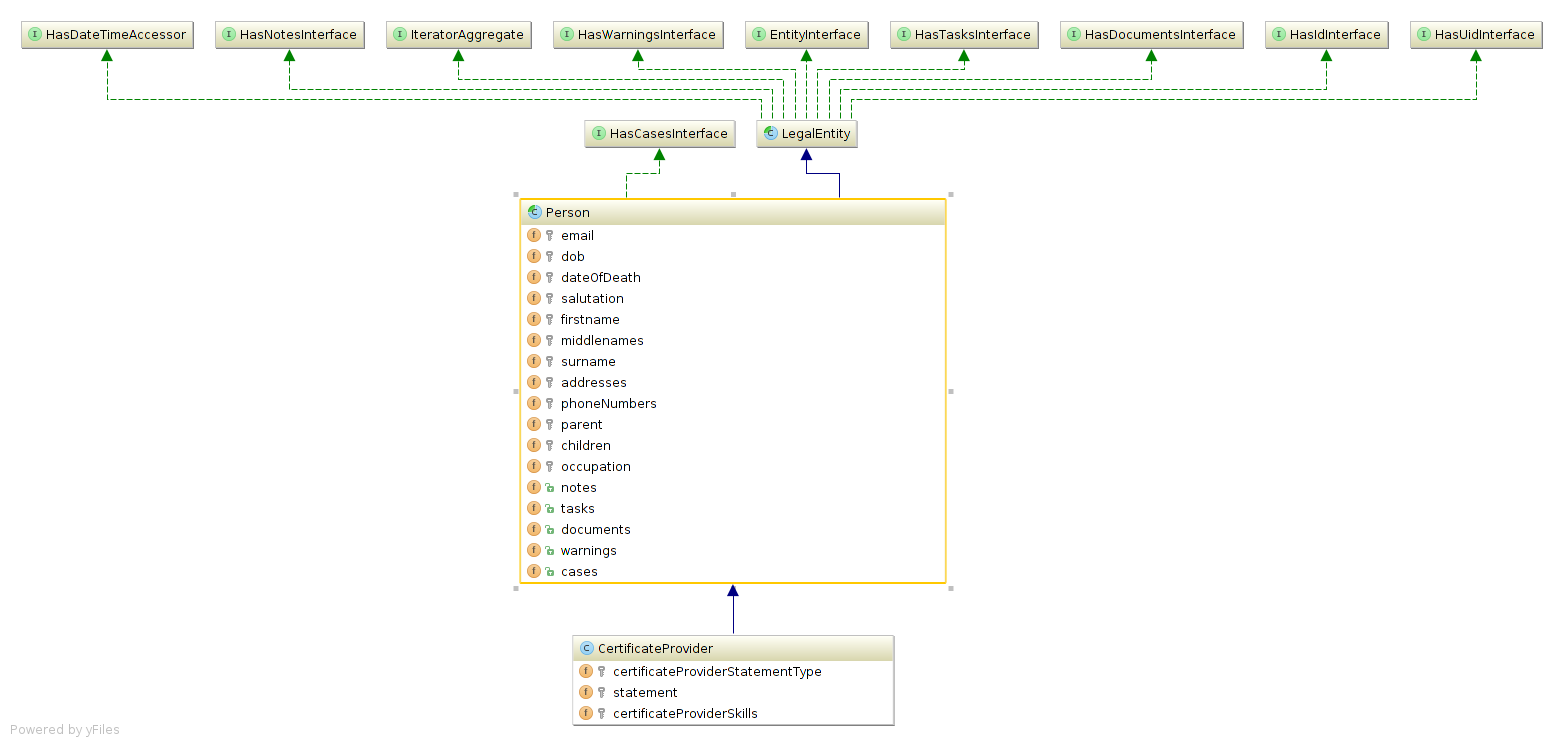 HasDateTimeAccessor
HasNotesInterface
IteratorAggregate
HasWarningsInterface
EntityInterface
HasTasksInterface
HasDocumentsInterface
HasIdInterface
HasUidInterface
HasCasesInterface
LegalEntity
Person
email
dob
dateOfDeath
salutation
firstname
middlenames
surname
addresses
phoneNumbers
parent
children
occupation
notes
tasks
documents
warnings
cases
CertificateProvider
certificateProviderStatementType
statement
certificateProviderSkills
Powered by yFiles